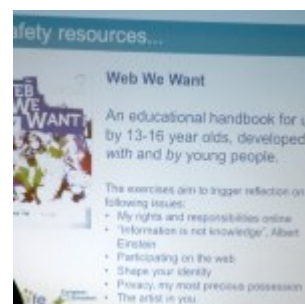 afety resources...
WEB
WE
WANT
Web We Want
An educational handbook for u
by 13-16 year olds, developed
with and by young people.
The exercises aim to trigger reflection on
following issues:
• My rights and responsibilities online
• "Information is not knowledge", Albert
Einstein
• Participating on the web
• Shape your identity
• Privacy, my most precious possession
• The artist in you